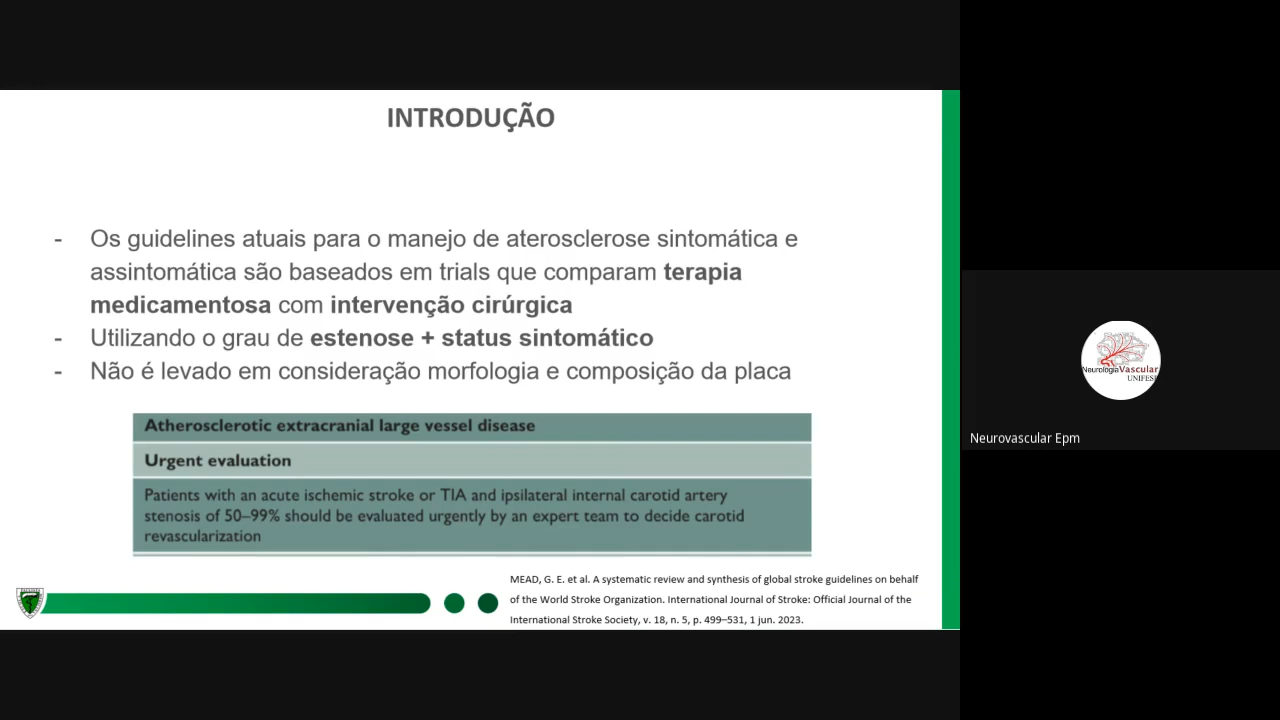 INTRODUÇÃO
- Os guidelines atuais para o manejo de aterosclerose sintomática e
assintomática são baseados em trials que comparam terapia
medicamentosa com intervenção cirúrgica
- Utilizando o grau de estenose + status sintomático
- Não é levado em consideração morfologia e composição da placa
Atherosclerotic extracranial large vessel disease
Urgent evaluation
Patients with an acute ischemic stroke or TIA and ipsilateral internal carotid artery
stenosis of 50–99% should be evaluated urgently by an expert team to decide carotid
revascularization
MEAD, G. E. et al. A systematic review and synthesis of global stroke guidelines on behalf
of the World Stroke Organization. International Journal of Stroke: Official Journal of the
International Stroke Society, v. 18, n. 5, p. 499–531, 1 jun. 2023.
NeurologiaVascular
UNIFESP
Neurovascular Epm